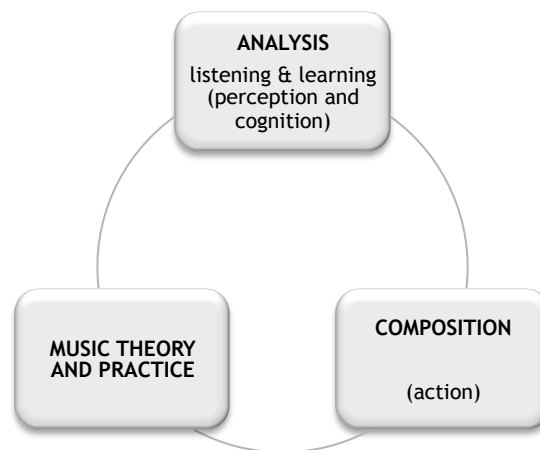 ANALYSIS
listening & learning
(perception and
cognition)
MUSIC THEORY
AND PRACTICE
COMPOSITION
(action)